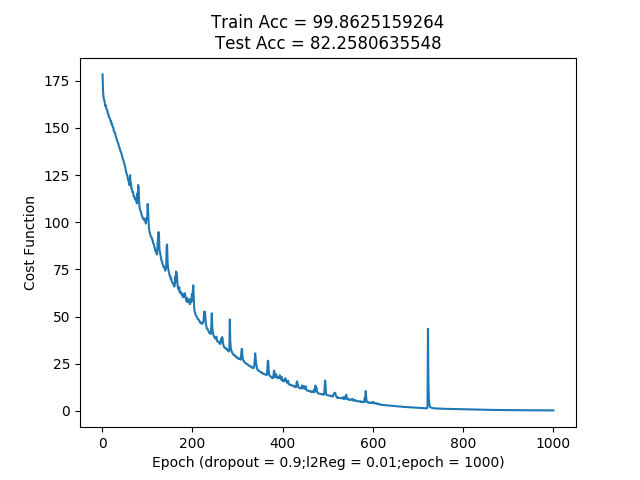 Train Acc = 99.8625159264
Test Acc = 82.2580635548
175
150
125
100
75
50
25
0
Cost Function
0 200 400 600 800 1000
Epoch (dropout = 0.9;l2Reg = 0.01;epoch = 1000)